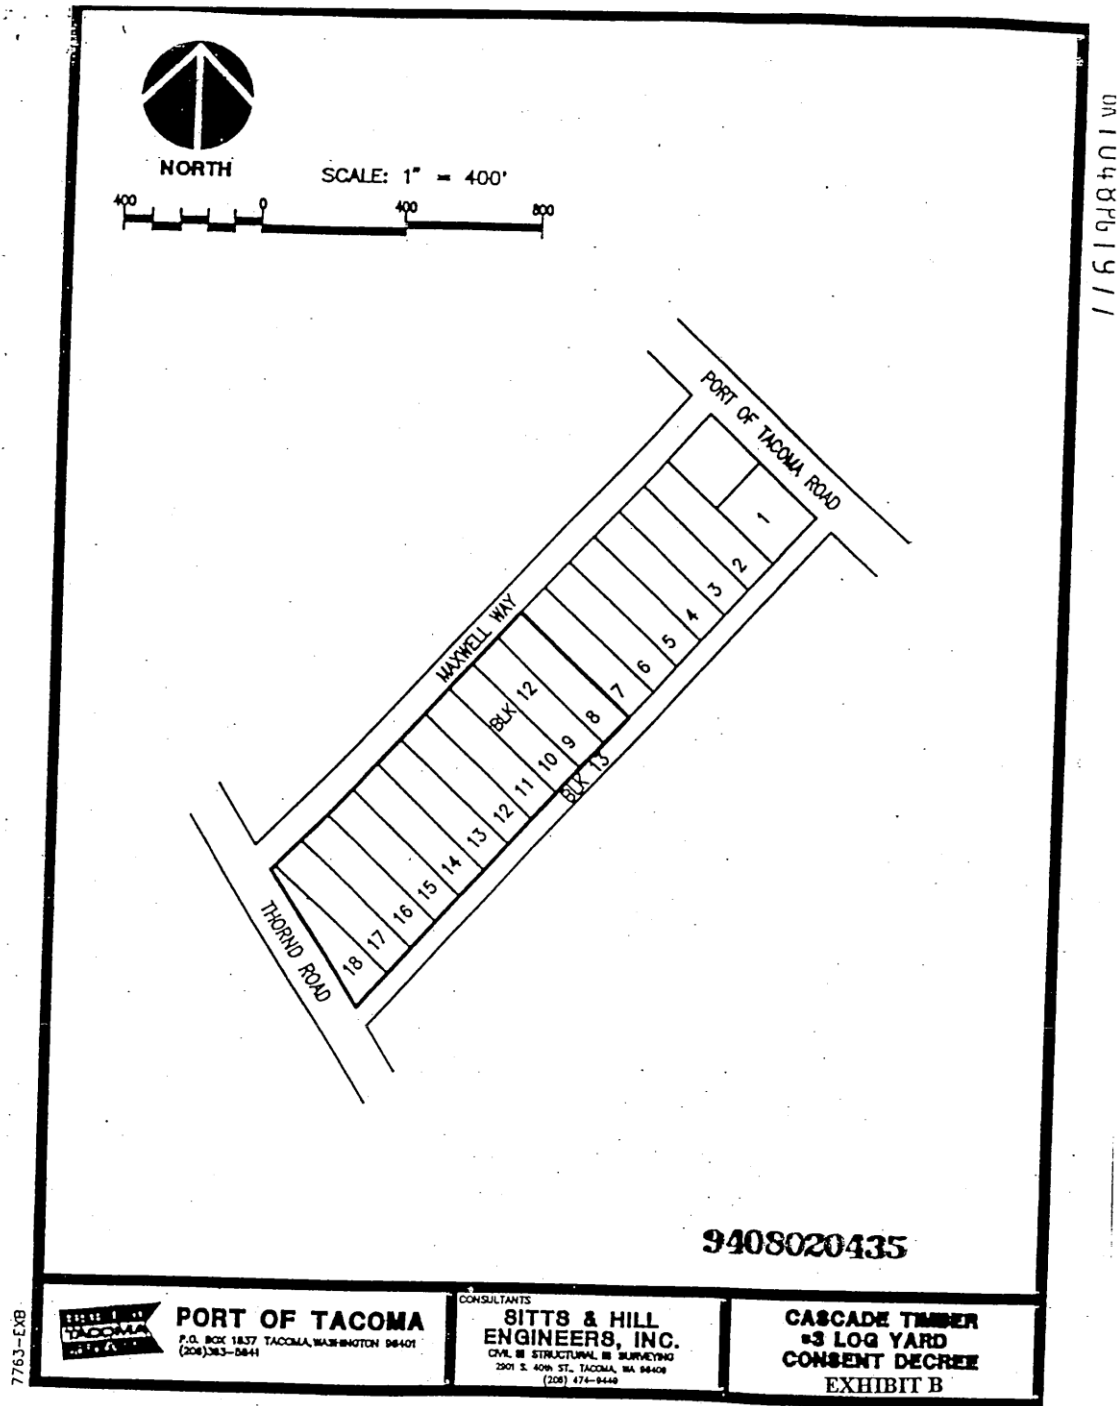 NORTH
SCALE: 1" = 400'
400 0 400 800
PORT OF TACOMA ROAD
MAXWELL WAY
THORND ROAD
1
2
3
4
5
6
7
8
9
10
11
12
13
14
15
16
17
18
BLK 12
BLK 13
9408020435
7763-EXB
TACOMA
PORT OF TACOMA
P.O. BOX 1837 TACOMA, WASHINGTON 98401
(206)383-5841
CONSULTANTS
SITTS & HILL
ENGINEERS, INC.
CIVIL STRUCTURAL SURVEYING
2901 S. 40th ST., TACOMA, WA 98409
(206) 474-9449
CASCADE TIMBER
#3 LOG YARD
CONSENT DECREE
EXHIBIT B